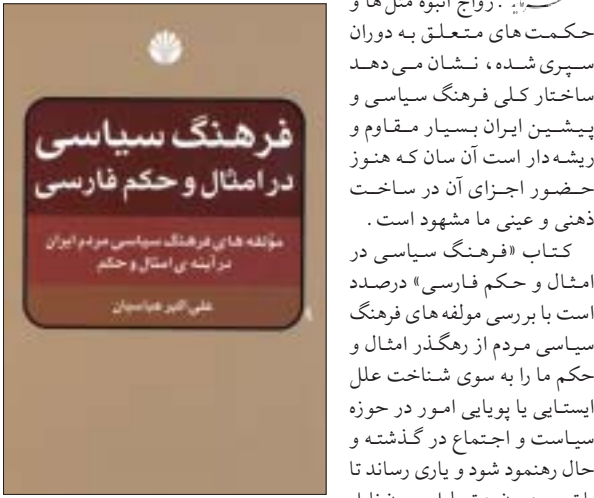 فرهنگ سیاسی
در امثال و حکم فارسی
مؤلفه های فرهنگ سیاسی مردم ایران
در آینه ی امثال و حکم
علی اکبر عباسیان
. رواج انبوه مثل ها و
حکمت های متعلق به دوران
سپری شده، نشان می دهد
ساختار کلی فرهنگ سیاسی و
پیشین ایران بسیار مقاوم و
ریشه دار است آن سان که هنوز
حضور اجزای آن در ساخت
ذهنی و عینی ما مشهود است.
کتاب «فرهنگ سیاسی در
امثال و حکم فارسی» درصدد
است با بررسی مولفه های فرهنگ
سیاسی مردم از رهگذر امثال و
حکم ما را به سوی شناخت علل
ایستایی یا پویایی امور در حوزه
سیاست و اجتماع در گذشته و
حال رهنمود شود و یاری رساند تا